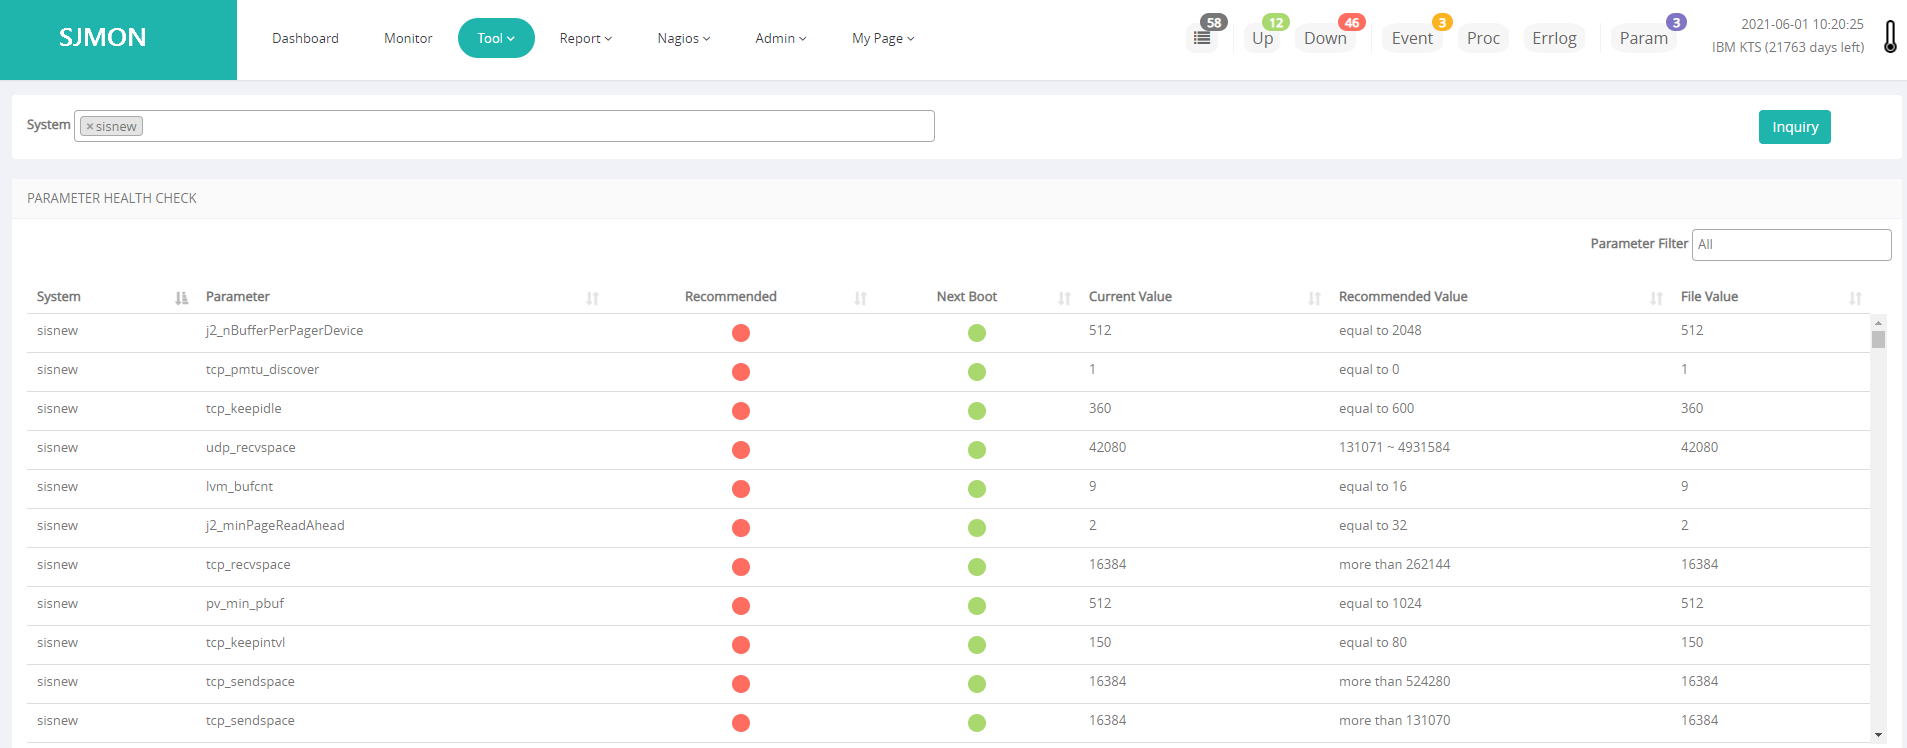 SJMON
Dashboard Monitor Tool Report Nagios Admin My Page
58 Up 12 Down 46 Event 3 Proc Errlog Param 3
2021-06-01 10:20:25
IBM KTS (21763 days left)
System ×sisnew Inquiry
PARAMETER HEALTH CHECK
Parameter Filter All
System Parameter Recommended Next Boot Current Value Recommended Value File Value
sisnew j2_nBufferPerPagerDevice 512 equal to 2048 512
sisnew tcp_pmtu_discover 1 equal to 0 1
sisnew tcp_keepidle 360 equal to 600 360
sisnew udp_recvspace 42080 131071 ~ 4931584 42080
sisnew lvm_bufcnt 9 equal to 16 9
sisnew j2_minPageReadAhead 2 equal to 32 2
sisnew tcp_recvspace 16384 more than 262144 16384
sisnew pv_min_pbuf 512 equal to 1024 512
sisnew tcp_keepintvl 150 equal to 80 150
sisnew tcp_sendspace 16384 more than 524280 16384
sisnew tcp_sendspace 16384 more than 131070 16384